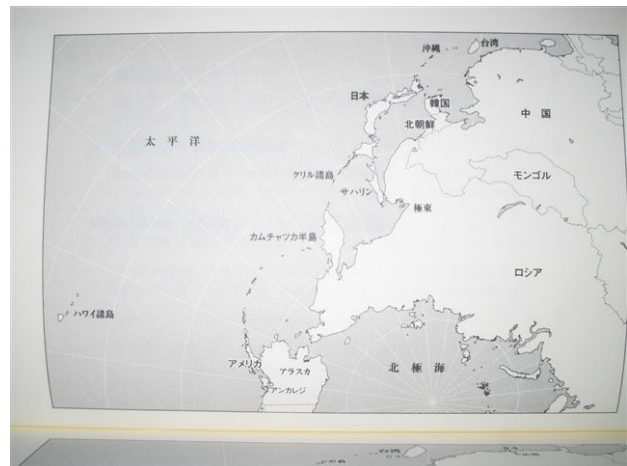 沖縄
台湾
日本
韓国
中国
北朝鮮
太平洋
クリル諸島
モンゴル
サハリン
極東
カムチャツカ半島
ロシア
ハワイ諸島
アメリカ
アラスカ
北極海
アンカレジ
台湾